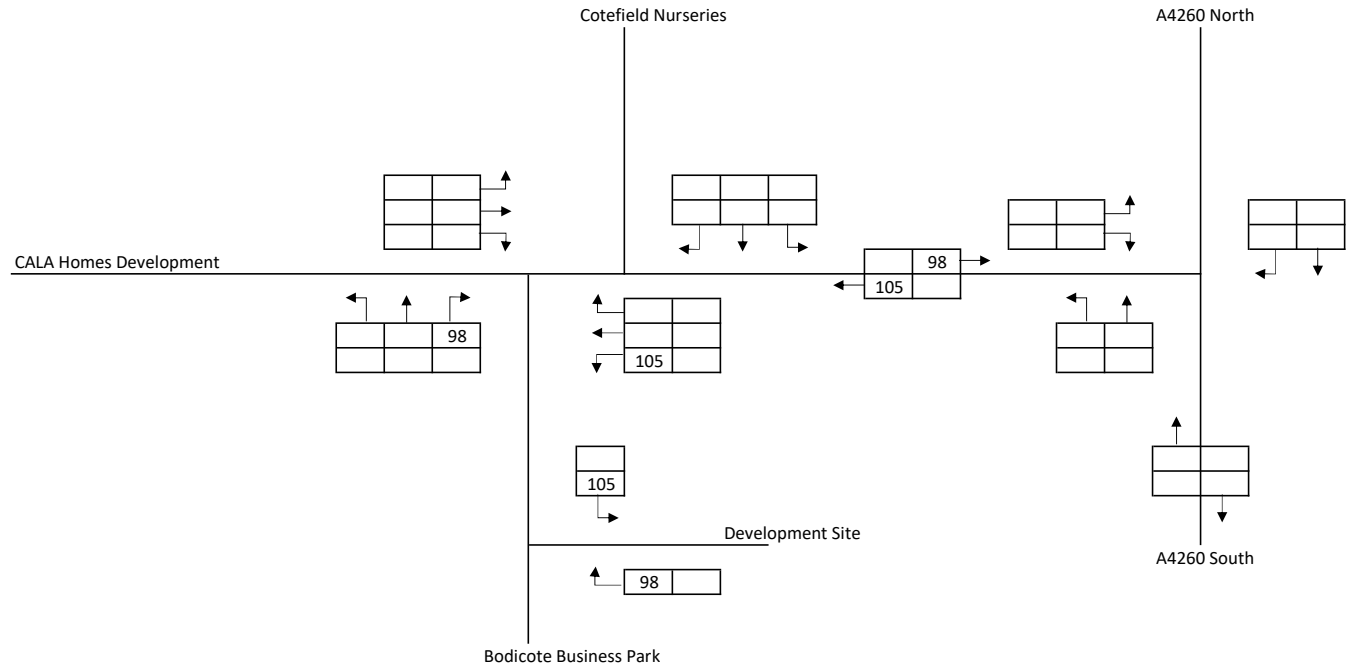 Cotefield Nurseries
A4260 North
CALA Homes Development
98
105
98
105
105
Development Site
A4260 South
98
Bodicote Business Park